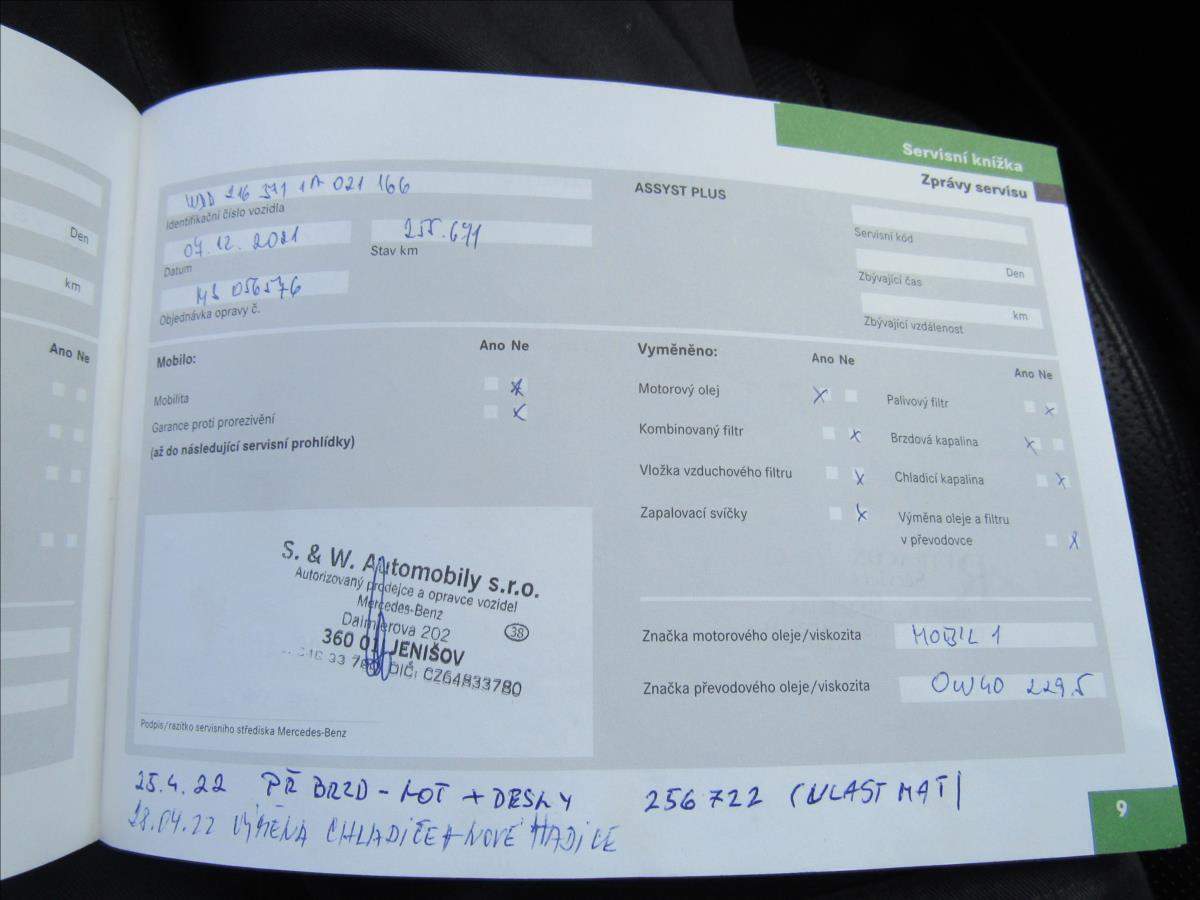 Servisní knížka
Zprávy servisu
Den
km
Ano Ne
WDD 216 371 1A 021 166
Identifikační číslo vozidla
07.12.2021
Datum
255.671
Stav km
056576
Objednávka opravy č.
ASSYST PLUS
Servisní kód
Den
Zbývající čas
km
Zbývající vzdálenost
Mobilo:
Ano Ne
Mobilita
Garance proti prorezivění
(až do následující servisní prohlídky)
Vyměněno:
Ano Ne
Motorový olej
Kombinovaný filtr
Vložka vzduchového filtru
Zapalovací svíčky
Ano Ne
Palivový filtr
Brzdová kapalina
Chladicí kapalina
Výměna oleje a filtru
v převodovce
S. & W. Automobily s.r.o.
Autorizovaný prodejce a opravce vozidel
Mercedes-Benz
Daimlerova 202
38
360 01 JENIŠOV
DIČ: CZ64833780
Podpis/razítko servisního střediska Mercedes-Benz
Značka motorového oleje/viskozita
MOBIL 1
Značka převodového oleje/viskozita
0W40 229.5
25.4.22 PŘ BRZD - KOT + DESKY 256 722 (VLAST MAT)
28.04.22 VÝMĚNA CHLADIČE + NOVÉ HADICE
9